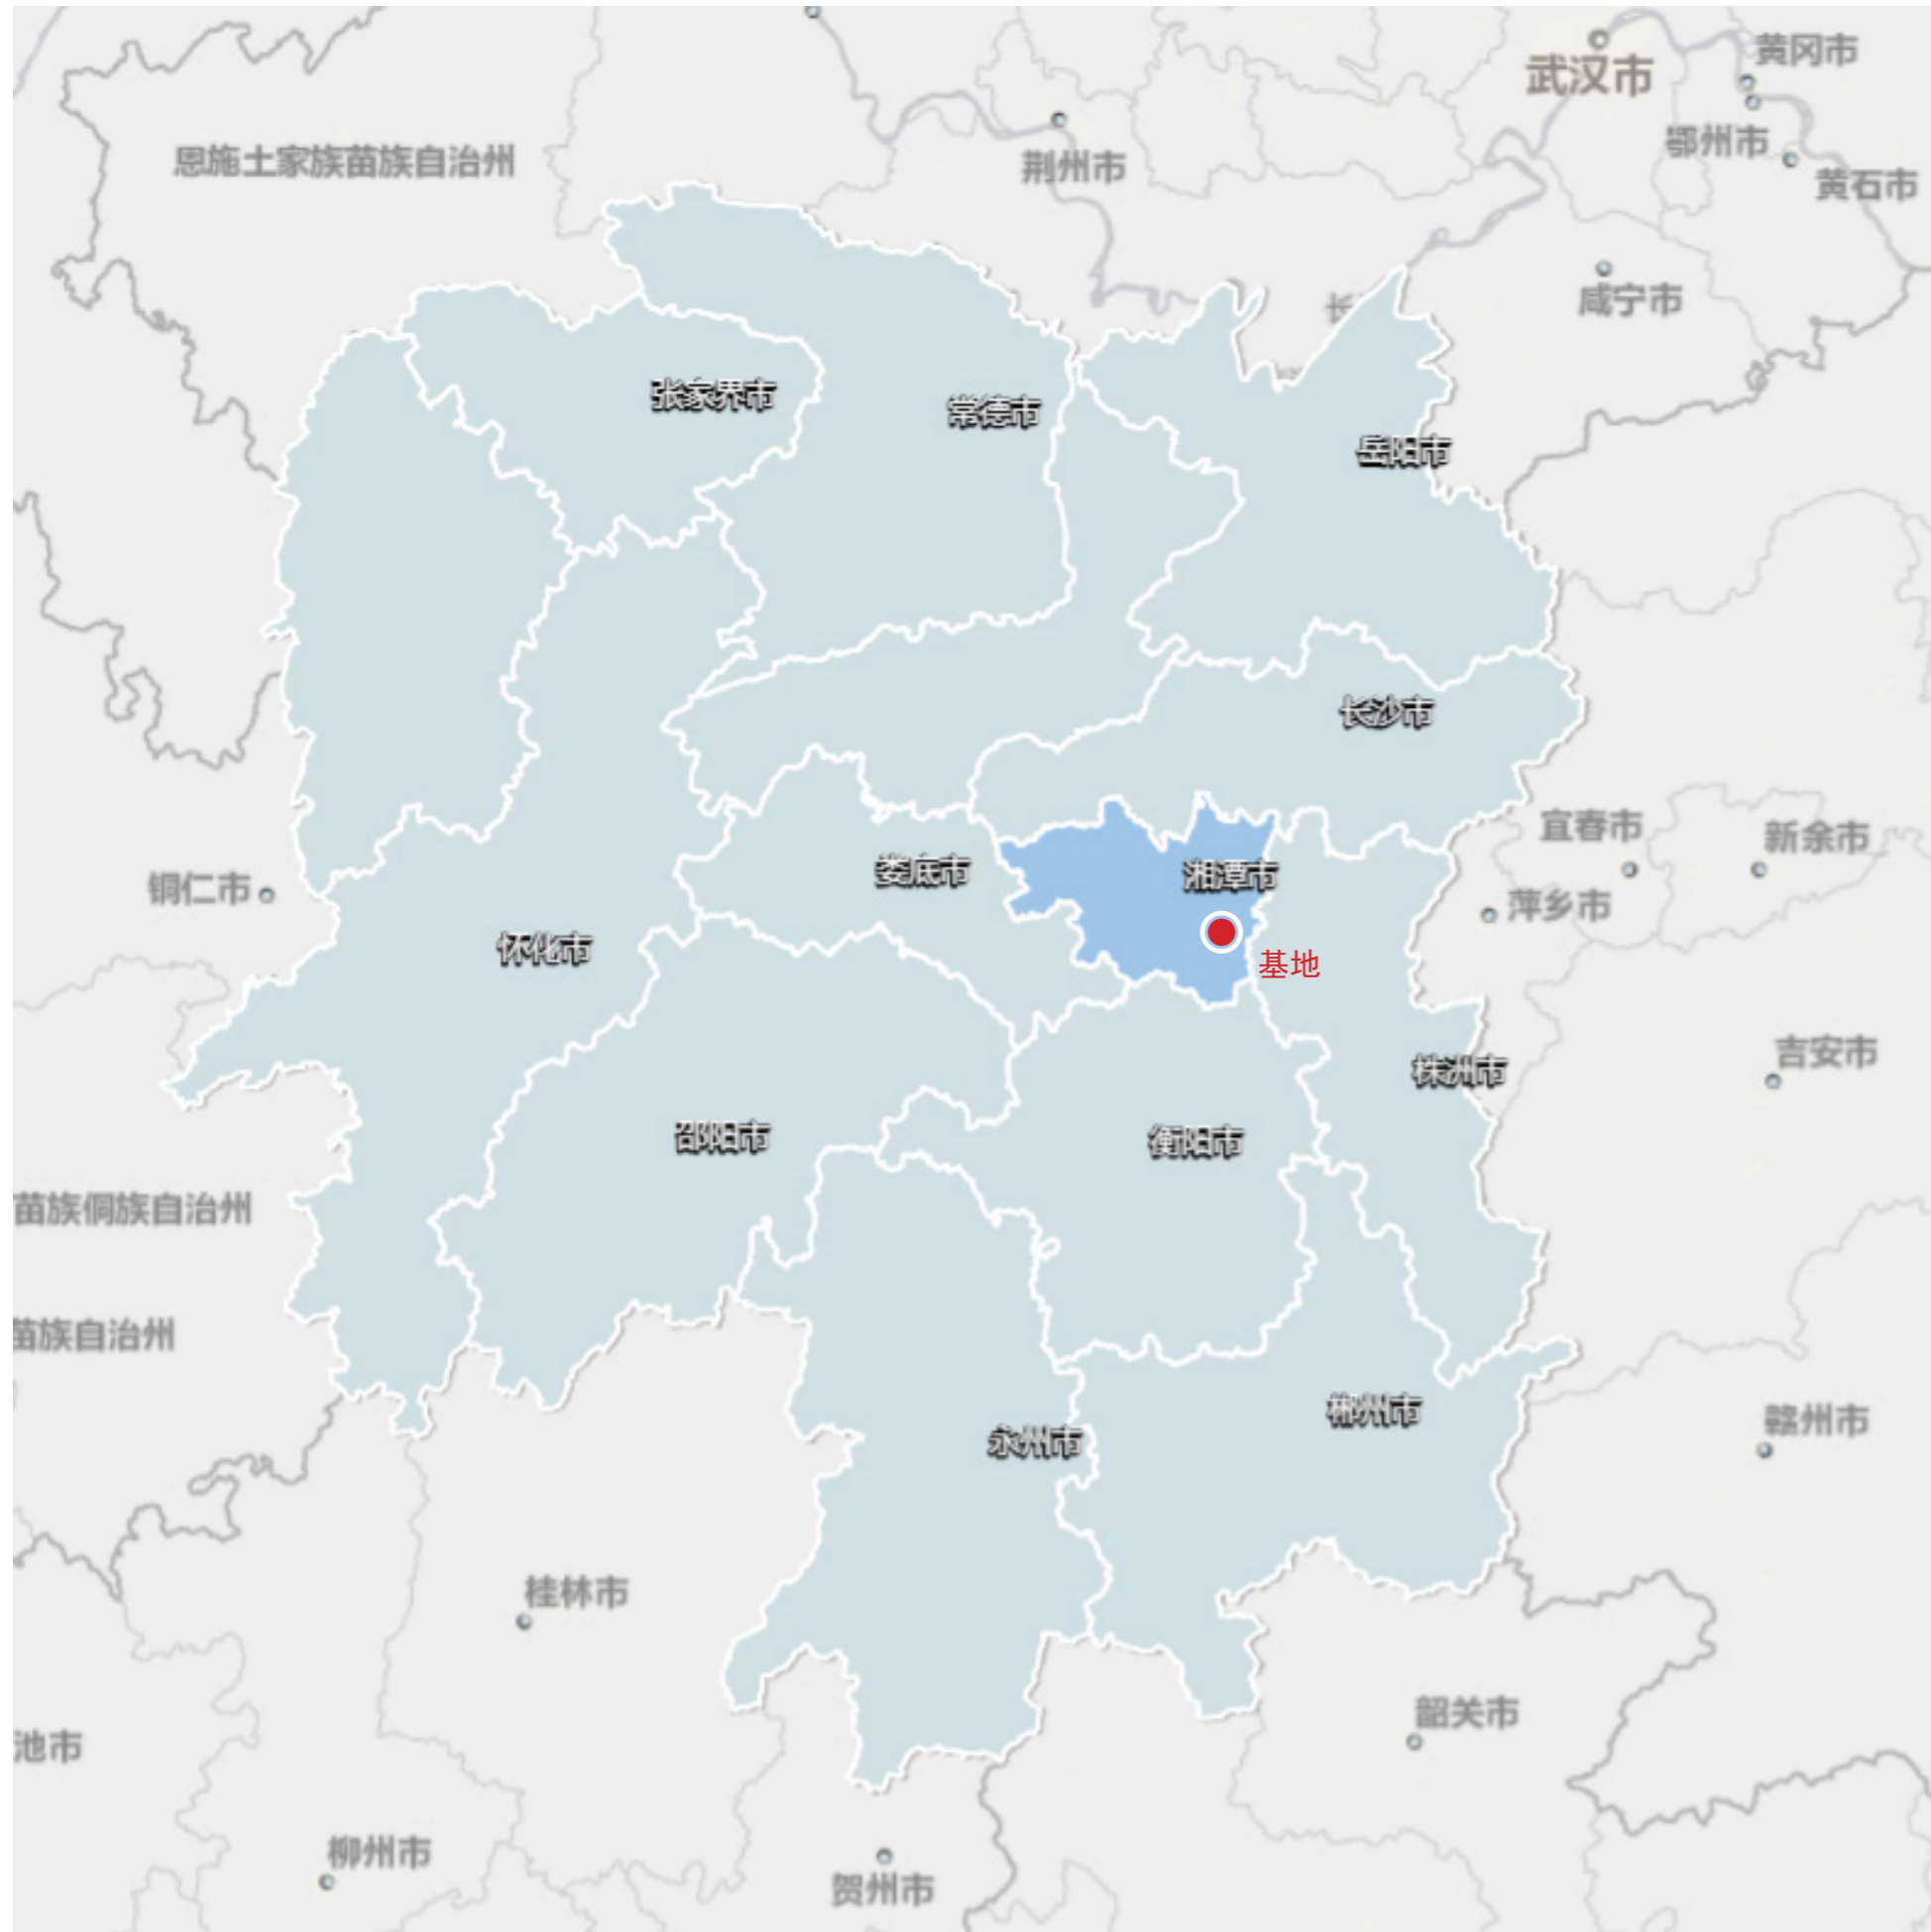 武汉市
黄冈市
鄂州市
黄石市
恩施土家族苗族自治州
荆州市
咸宁市
长
张家界市
常德市
岳阳市
长沙市
宜春市
新余市
娄底市
湘潭市
铜仁市
萍乡市
怀化市
基地
吉安市
株洲市
邵阳市
衡阳市
苗族侗族自治州
苗族自治州
郴州市
赣州市
永州市
桂林市
韶关市
池市
柳州市
贺州市